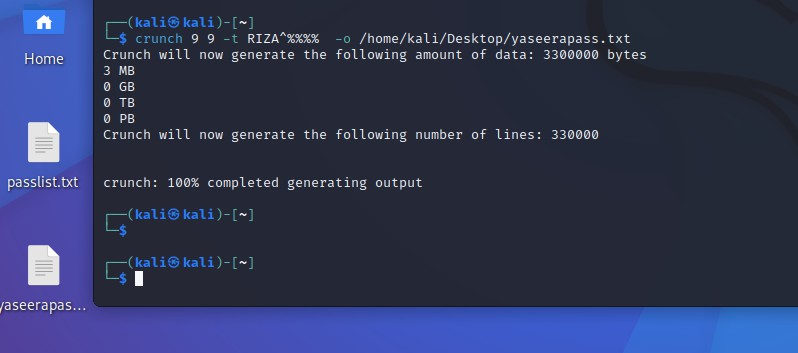 Home
passlist.txt
yaseerapas...
┌──(kali㉿kali)-[~]
└─$ crunch 9 9 -t RIZA^%%%%  -o /home/kali/Desktop/yaseerapass.txt
Crunch will now generate the following amount of data: 3300000 bytes
3 MB
0 GB
0 TB
0 PB
Crunch will now generate the following number of lines: 330000
crunch: 100% completed generating output
┌──(kali㉿kali)-[~]
└─$
┌──(kali㉿kali)-[~]
└─$